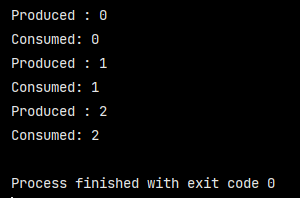 Produced : 0
Consumed: 0
Produced : 1
Consumed: 1
Produced : 2
Consumed: 2
Process finished with exit code 0